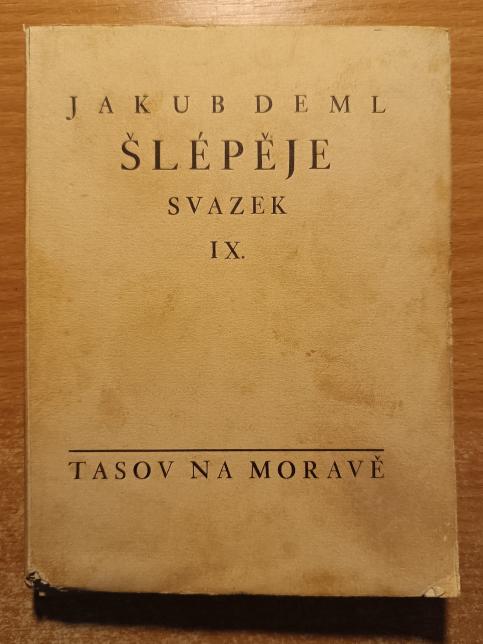 JAKUB DEML
ŠLÉPĚJE
SVAZEK
IX.
TASOV NA MORAVĚ